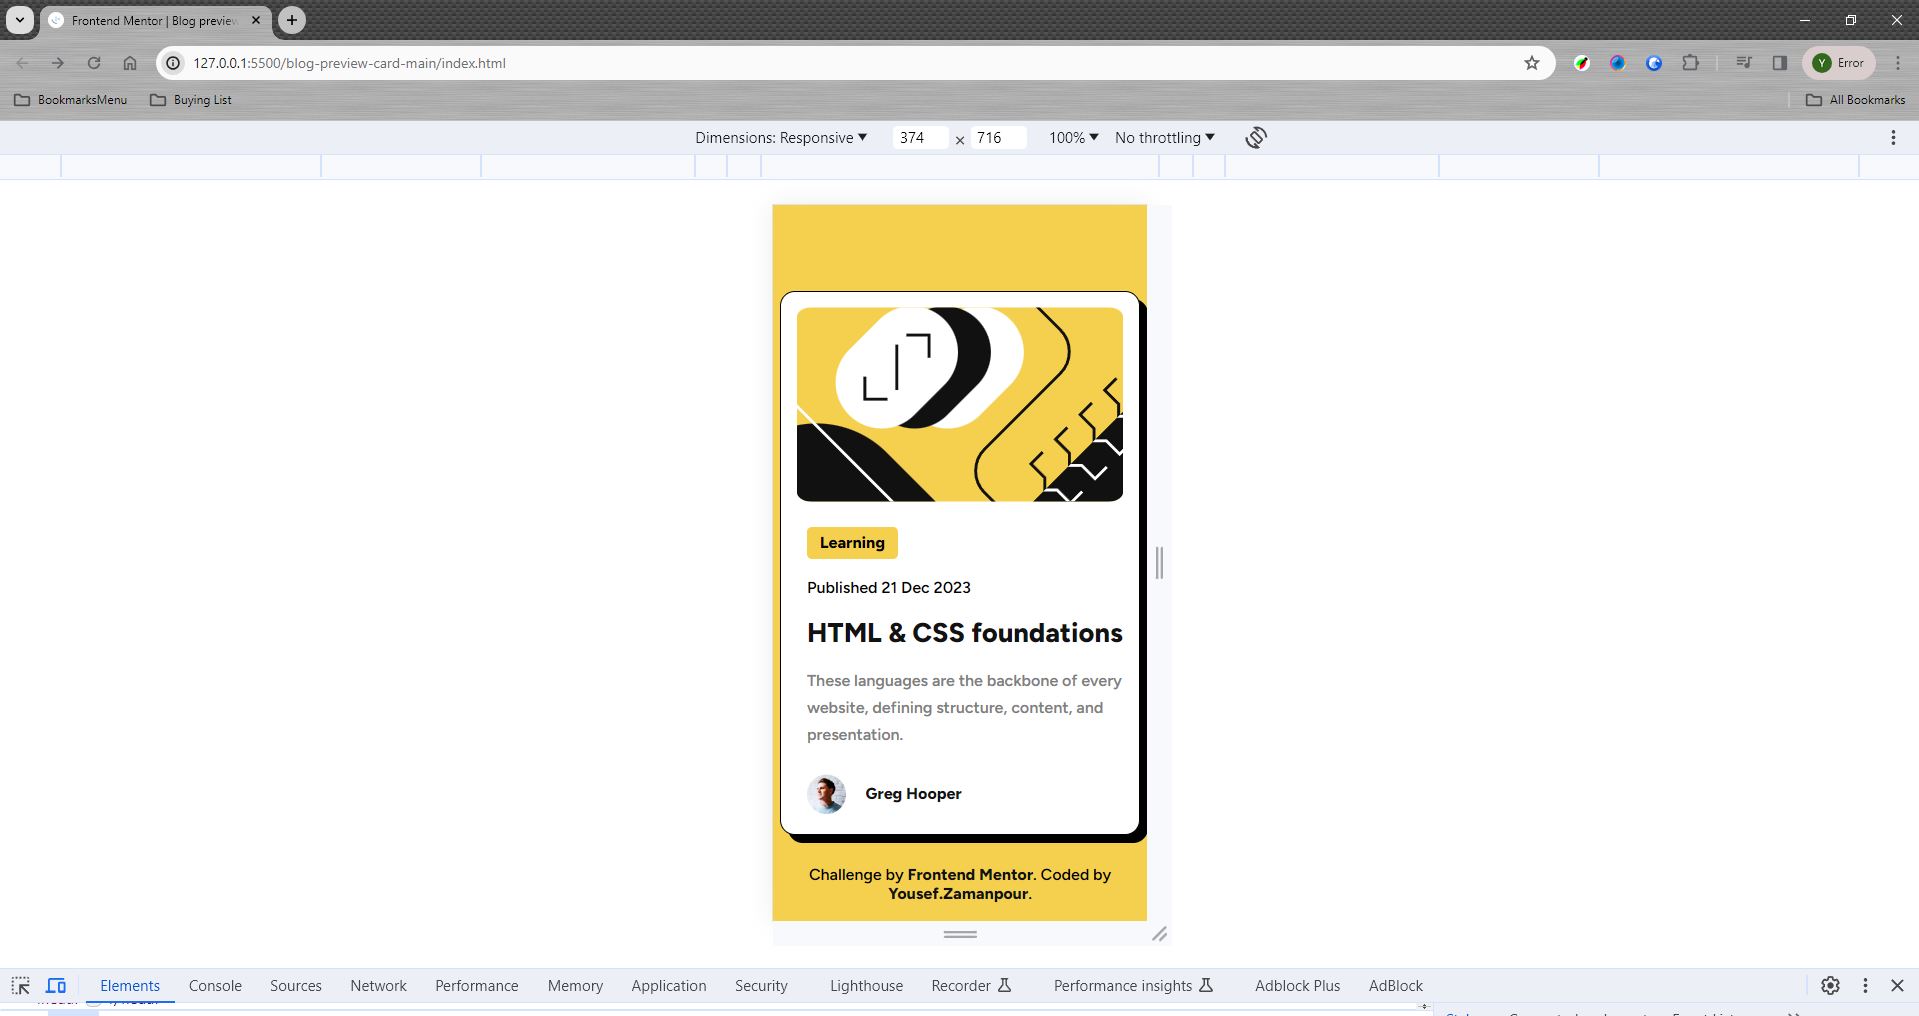 Frontend Mentor | Blog preview
127.0.0.1:5500/blog-preview-card-main/index.html
Y Error
BookmarksMenu Buying List All Bookmarks
Dimensions: Responsive 374 × 716 100% No throttling
Learning
Published 21 Dec 2023
HTML & CSS foundations
These languages are the backbone of every
website, defining structure, content, and
presentation.
Greg Hooper
Challenge by Frontend Mentor. Coded by
Yousef.Zamanpour.
Elements Console Sources Network Performance Memory Application Security Lighthouse Recorder Performance insights Adblock Plus AdBlock